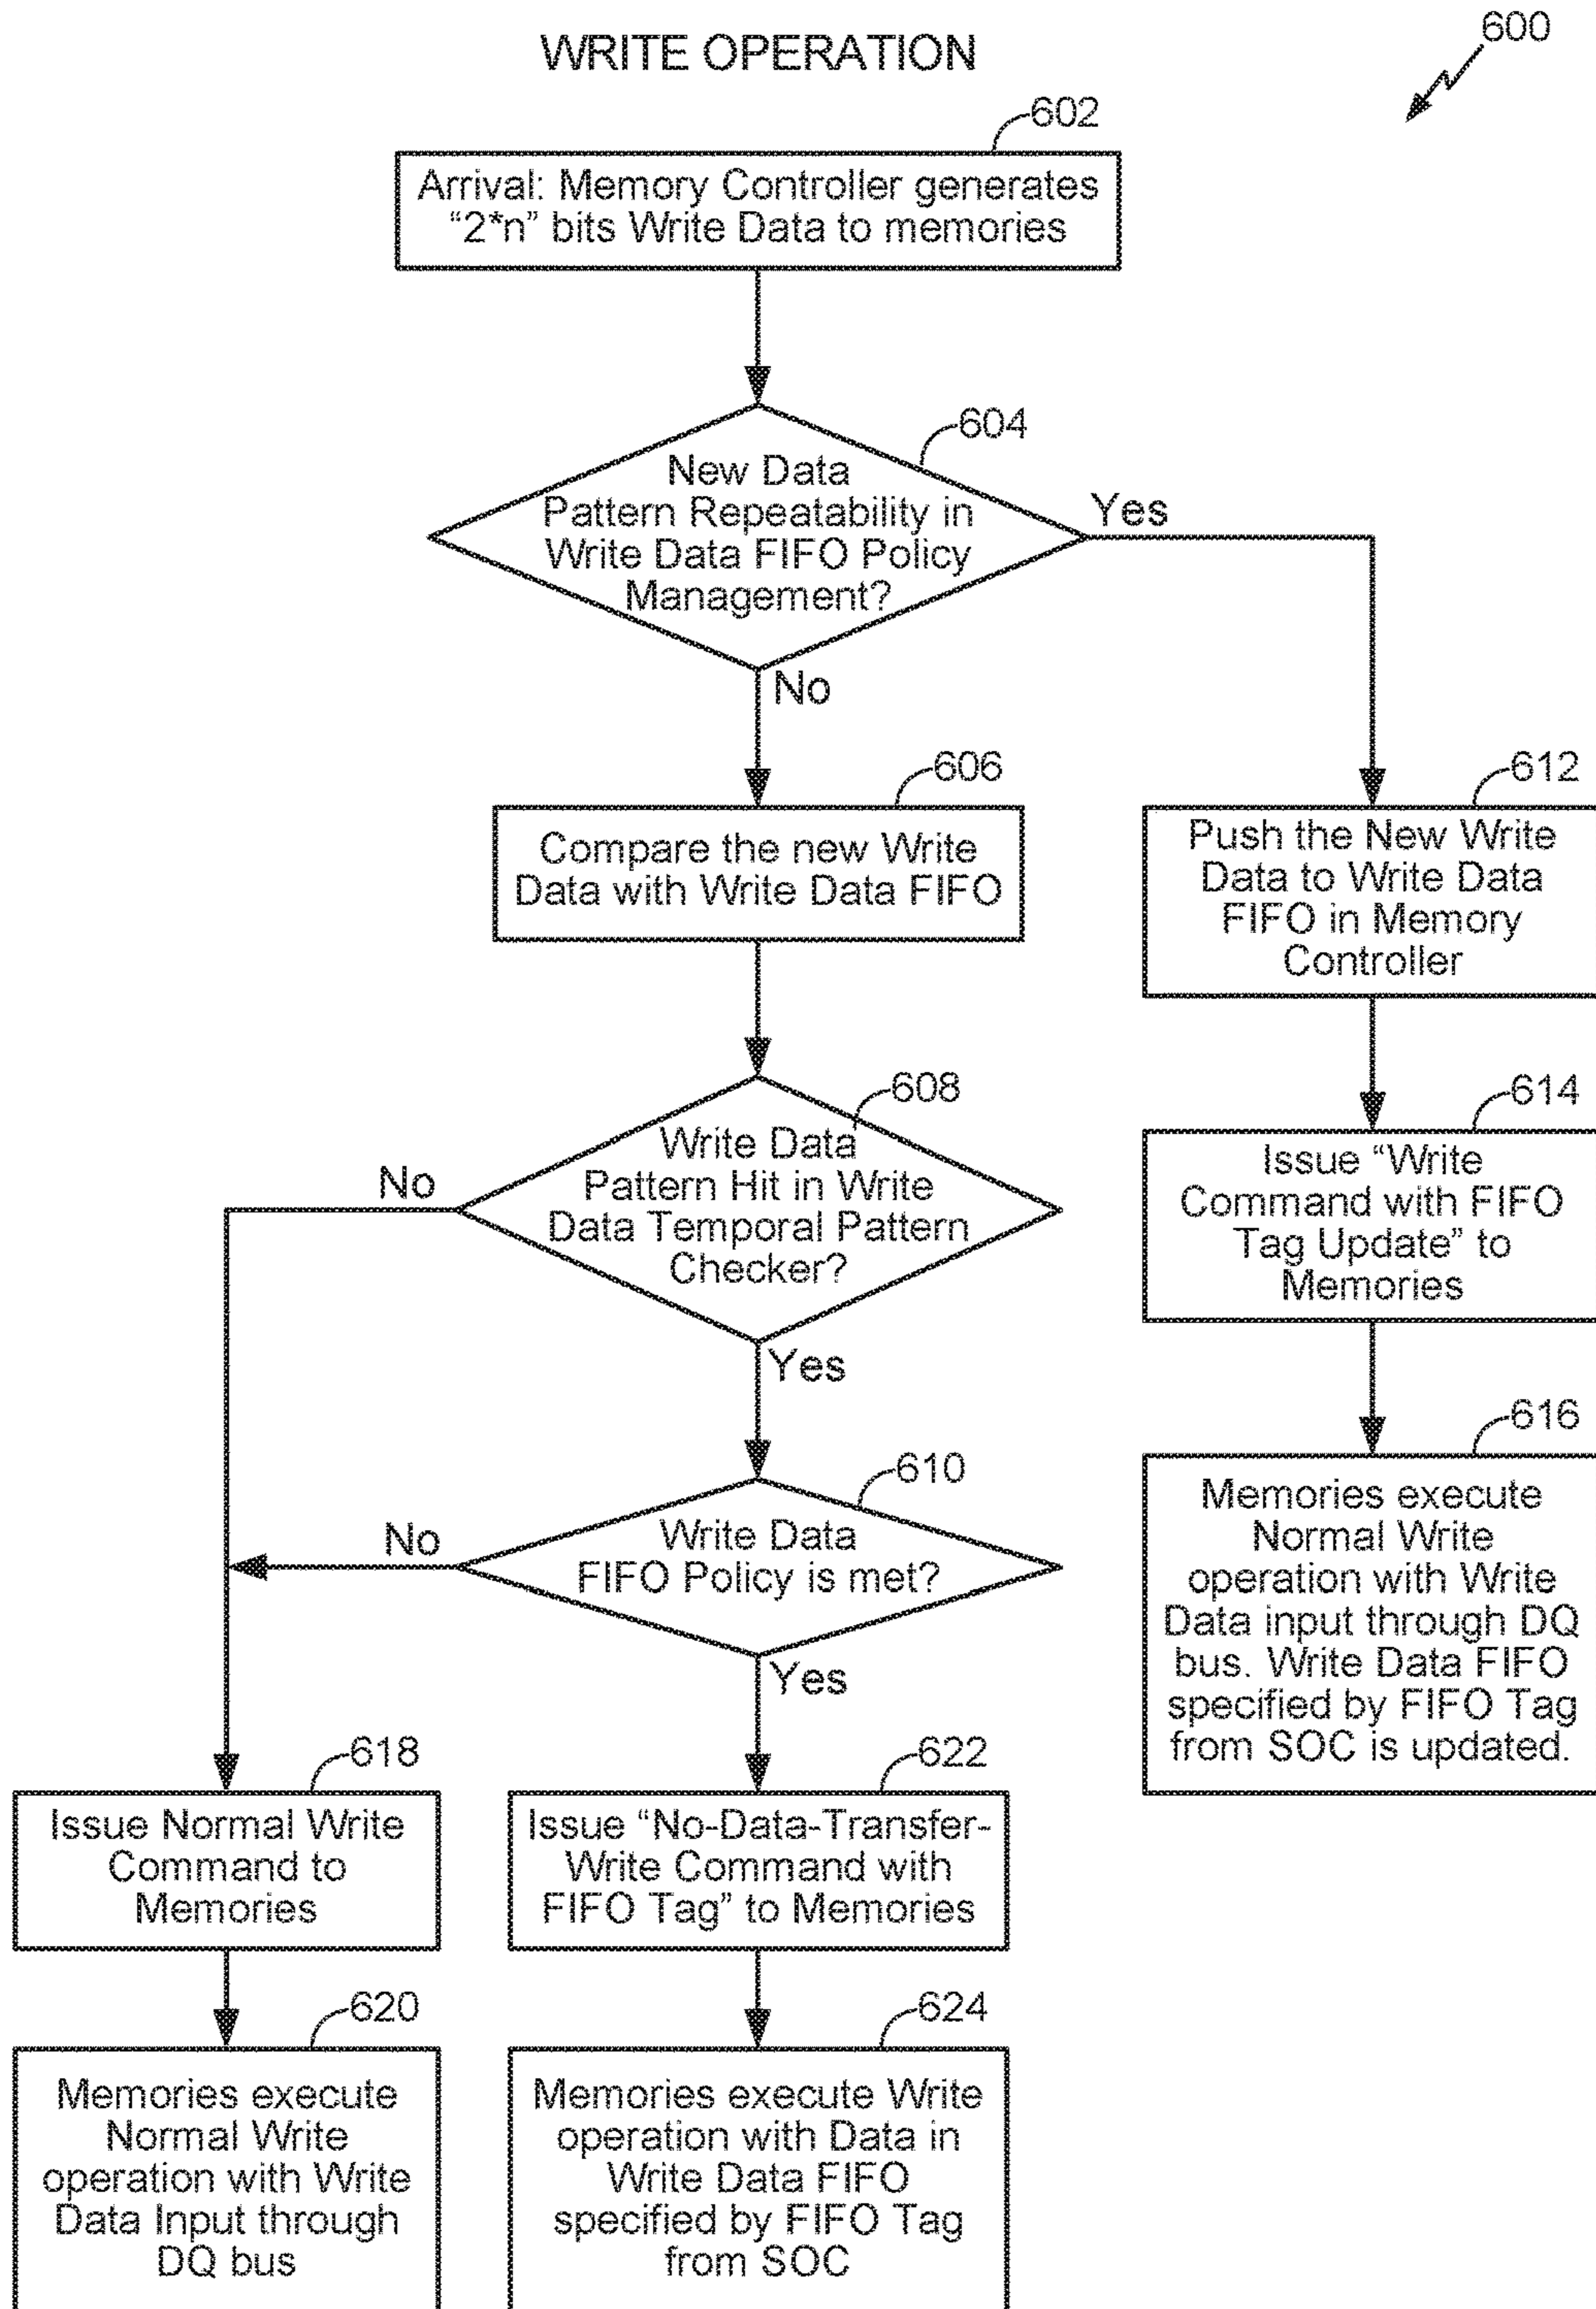 WRITE OPERATION
600
602
Arrival: Memory Controller generates
“2*n” bits Write Data to memories
604
New Data
Pattern Repeatability in
Write Data FIFO Policy
Management?
Yes
No
606
Compare the new Write
Data with Write Data FIFO
612
Push the New Write
Data to Write Data
FIFO in Memory
Controller
608
Write Data
Pattern Hit in Write
Data Temporal Pattern
Checker?
No
Yes
614
Issue “Write
Command with FIFO
Tag Update” to
Memories
610
Write Data
FIFO Policy is met?
No
Yes
616
Memories execute
Normal Write
operation with Write
Data input through DQ
bus. Write Data FIFO
specified by FIFO Tag
from SOC is updated.
618
Issue Normal Write
Command to
Memories
622
Issue “No-Data-Transfer-
Write Command with
FIFO Tag” to Memories
620
Memories execute
Normal Write
operation with Write
Data Input through
DQ bus
624
Memories execute Write
operation with Data in
Write Data FIFO
specified by FIFO Tag
from SOC